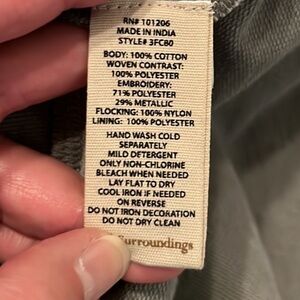 RN# 101206
MADE IN INDIA
STYLE# 3FCB0
BODY: 100% COTTON
WOVEN CONTRAST:
100% POLYESTER
EMBROIDERY:
71% POLYESTER
29% METALLIC
FLOCKING: 100% NYLON
LINING: 100% POLYESTER
HAND WASH COLD
SEPARATELY
MILD DETERGENT
ONLY NON-CHLORINE
BLEACH WHEN NEEDED
LAY FLAT TO DRY
COOL IRON IF NEEDED
ON REVERSE
DO NOT IRON DECORATION
DO NOT DRY CLEAN
Surroundings